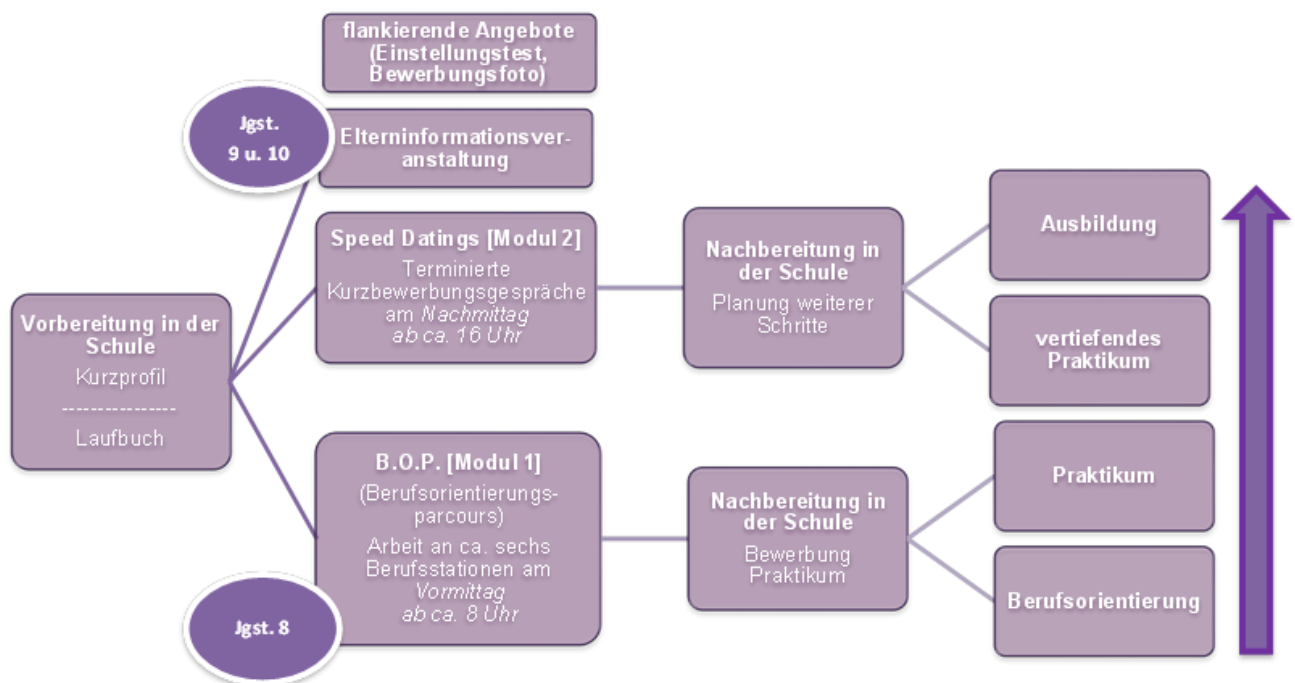 flankierende Angebote
(Einstellungstest,
Bewerbungsfoto)
Jgst.
9 u. 10
Elterninformationsver-
anstaltung
Speed Datings [Modul 2]
Terminierte
Kurzbewerbungsgespräche
am Nachmittag
ab ca. 16 Uhr
Nachbereitung in
der Schule
Planung weiterer
Schritte
Ausbildung
vertiefendes
Praktikum
Vorbereitung in der
Schule
Kurzprofil
----------------
Laufbuch
B.O.P. [Modul 1]
(Berufsorientierungs-
parcours)
Arbeit an ca. sechs
Berufsstationen am
Vormittag
ab ca. 8 Uhr
Jgst. 8
Nachbereitung in
der Schule
Bewerbung
Praktikum
Praktikum
Berufsorientierung